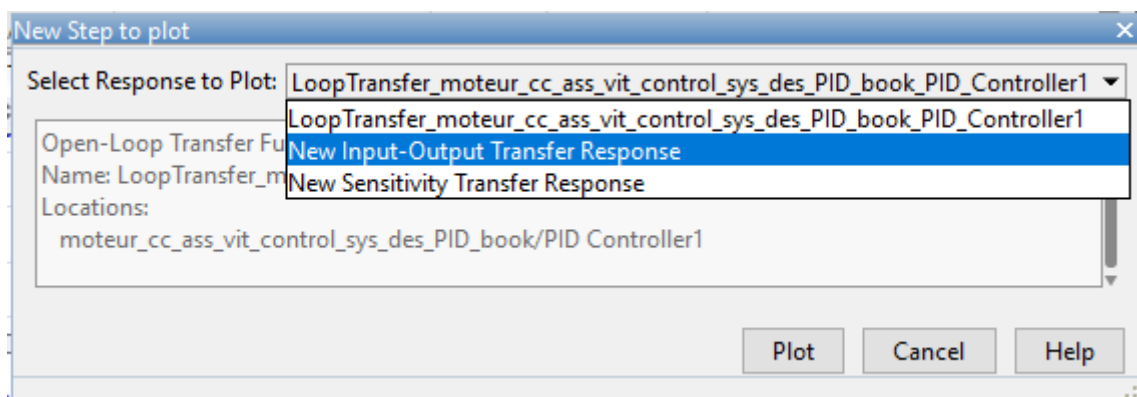 New Step to plot
Select Response to Plot: LoopTransfer_moteur_cc_ass_vit_control_sys_des_PID_book_PID_Controller1
LoopTransfer_moteur_cc_ass_vit_control_sys_des_PID_book_PID_Controller1
New Input-Output Transfer Response
New Sensitivity Transfer Response
Open-Loop Transfer Fu
Name: LoopTransfer_m
Locations:
moteur_cc_ass_vit_control_sys_des_PID_book/PID Controller1
Plot Cancel Help